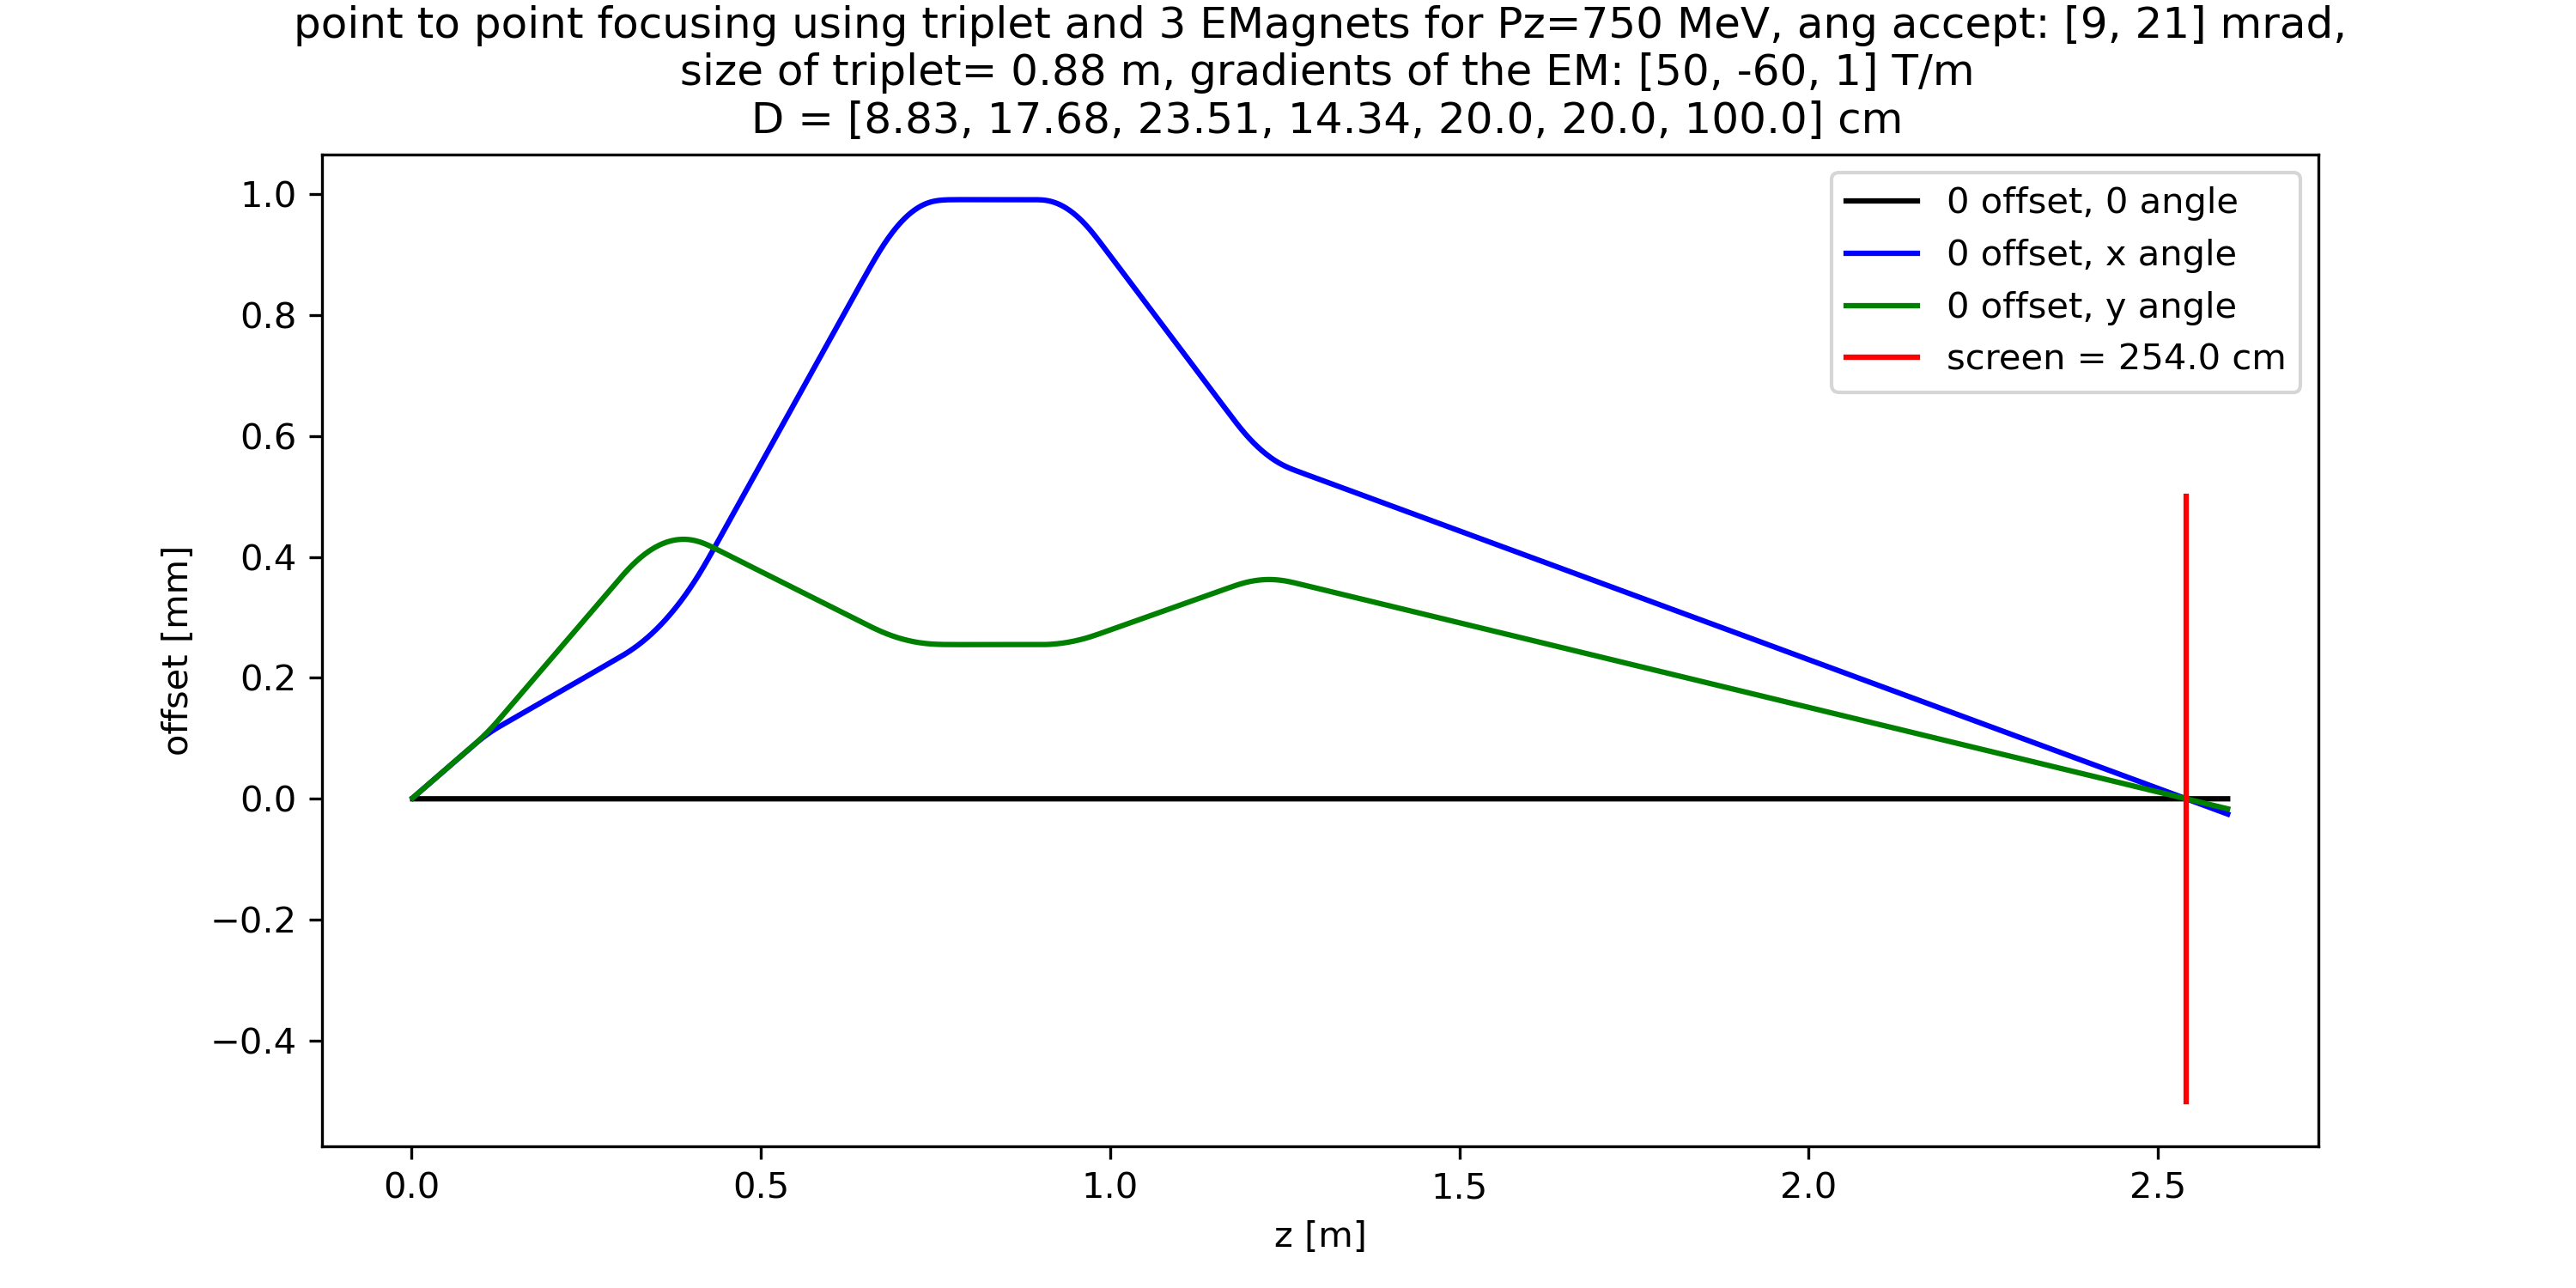 point to point focusing using triplet and 3 EMagnets for Pz=750 MeV, ang accept: [9, 21] mrad,
size of triplet= 0.88 m, gradients of the EM: [50, -60, 1] T/m
D = [8.83, 17.68, 23.51, 14.34, 20.0, 20.0, 100.0] cm
0 offset, 0 angle
0 offset, x angle
0 offset, y angle
screen = 254.0 cm
offset [mm]
1.0
0.8
0.6
0.4
0.2
0.0
−0.2
−0.4
0.0 0.5 1.0 1.5 2.0 2.5
z [m]